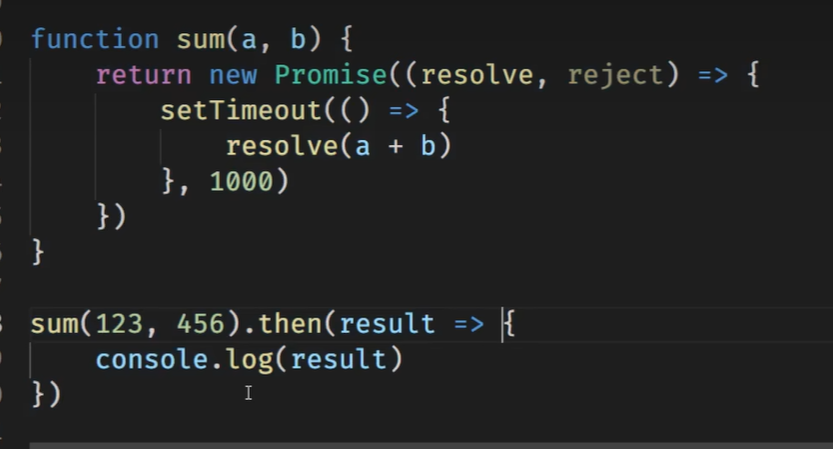 function sum(a, b) {
    return new Promise((resolve, reject) => {
        setTimeout(() => {
            resolve(a + b)
        }, 1000)
    })
}

sum(123, 456).then(result => {
    console.log(result)
})